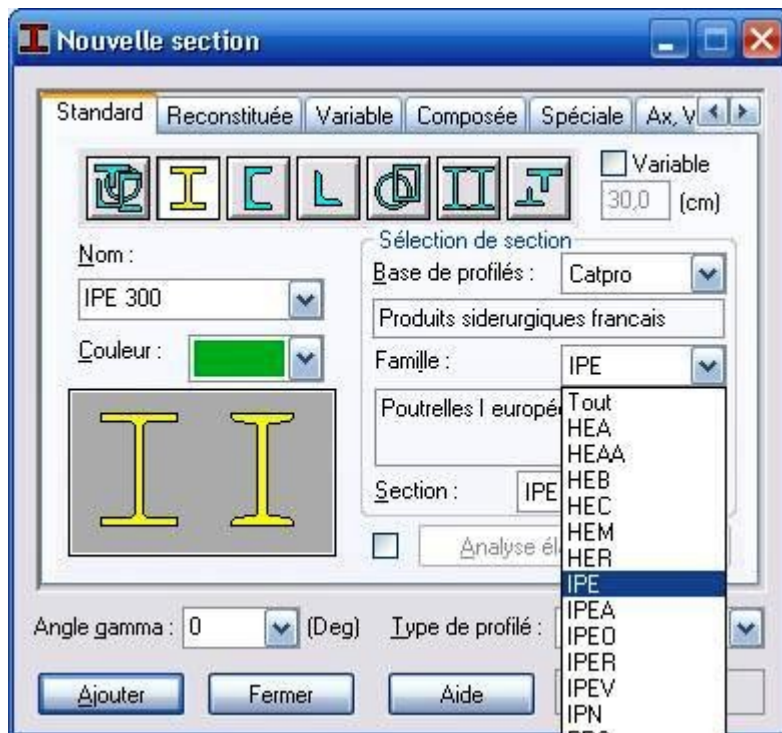 Nouvelle section
Standard Reconstituée Variable Composée Spéciale Ax, V
Variable
30,0 (cm)
Nom :
IPE 300
Couleur :
Sélection de section
Base de profilés : Catpro
Produits siderurgiques francais
Famille : IPE
Poutrelles I europé
Section : IPE
Analyse él
Tout
HEA
HEAA
HEB
HEC
HEM
HER
IPE
IPEA
IPEO
IPER
IPEV
IPN
Angle gamma : 0 (Deg) Type de profilé :
Ajouter Fermer Aide